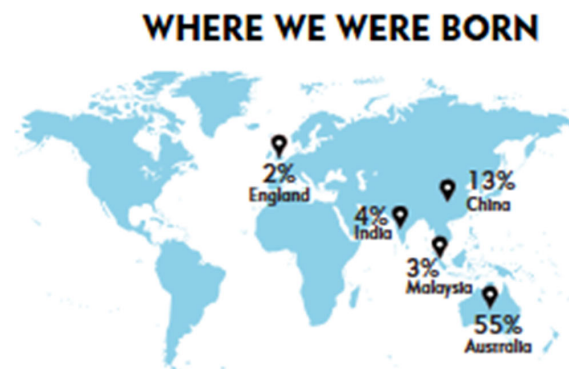 WHERE WE WERE BORN
2%
England
13%
China
4%
India
3%
Malaysia
55%
Australia